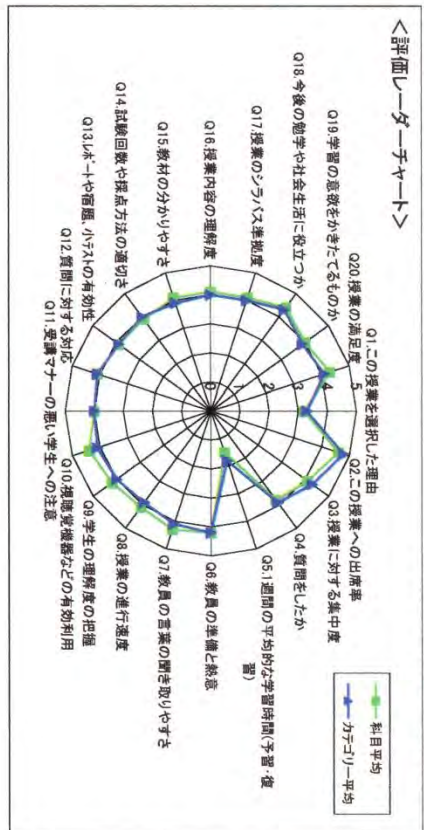 ＜評価レーダーチャート＞
科目平均
カテゴリー平均
Q1.この授業を選択した理由
Q2.この授業への出席率
Q3.授業に対する集中度
Q4.質問をしたか
Q5.1週間の平均的な学習時間(予習・復
習)
Q6.教員の準備と熱意
Q7.教員の言葉の聞き取りやすさ
Q8.授業の進行速度
Q9.学生の理解度の把握
Q10.視聴覚機器などの有効利用
Q11.受講マナーの悪い学生への注意
Q12.質問に対する対応
Q13.レポートや宿題、小テストの有効性
Q14.試験回数や採点方法の適切さ
Q15.教材の分かりやすさ
Q16.授業内容の理解度
Q17.授業のシラバス準拠度
Q18.今後の勉学や社会生活に役立つか
Q19.学習の意欲をかきたてるものか
Q20.授業の満足度
5
4
3
2
1
0